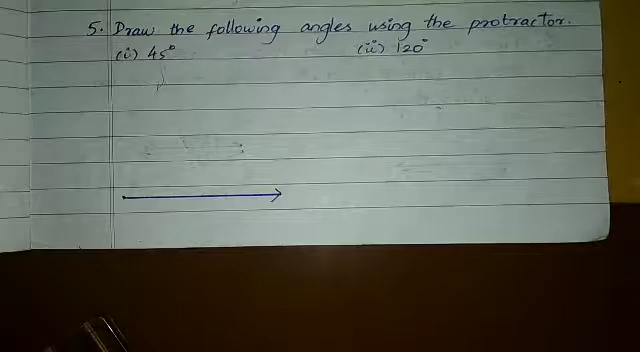 5. Draw the following angles using the protractor.
(i) 45° (ii) 120°